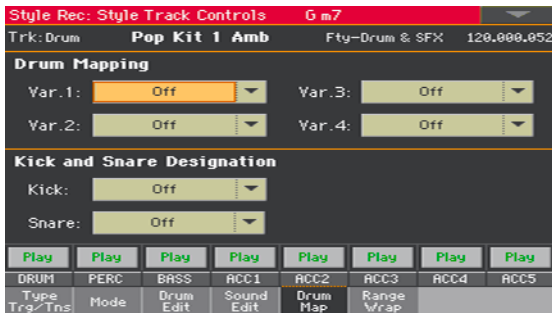 Style Rec: Style Track Controls G m7
Trk:Drum Pop Kit 1 Amb Fty-Drum & SFX 120.000.052
Drum Mapping
Var.1: Off Var.3: Off
Var.2: Off Var.4: Off
Kick and Snare Designation
Kick: Off
Snare: Off
Play Play Play Play Play Play Play Play
DRUM PERC BASS ACC1 ACC2 ACC3 ACC4 ACC5
Type Trg/Tns Mode Drum Edit Sound Edit Drum Map Range Wrap